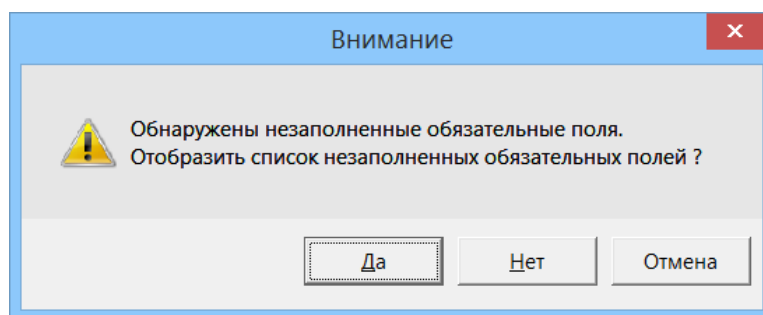 Внимание
Обнаружены незаполненные обязательные поля.
Отобразить список незаполненных обязательных полей ?
Да
Нет
Отмена